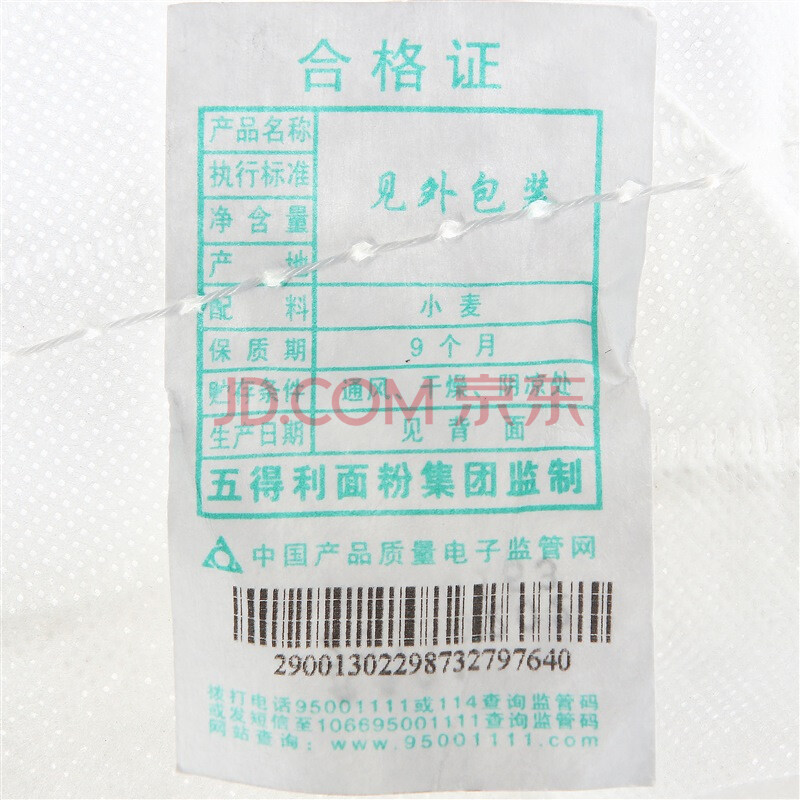 合格证
产品名称
执行标准
见外包装
净含量
产地
配料 小麦
保质期 9个月
贮存条件 通风、干燥、阴凉处
JD.COM 京东
生产日期 见背面
五得利面粉集团监制
中国产品质量电子监管网
29001302298732797640
拨打电话95001111或114查询监管码
或发短信至106695001111查询监管码
网站查询：www.95001111.com